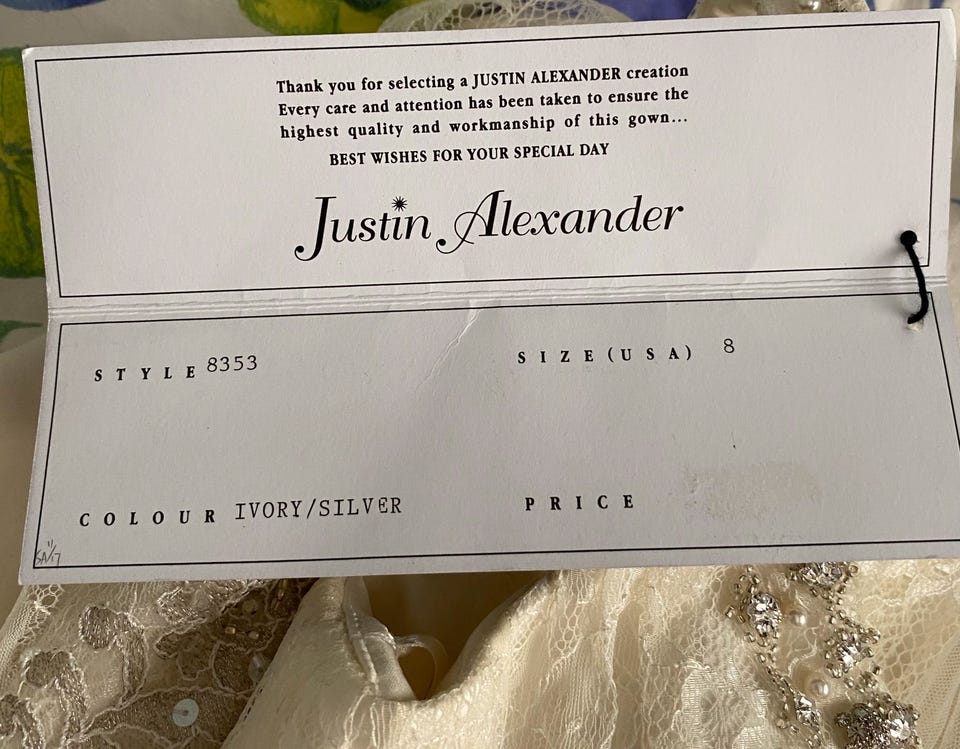 Thank you for selecting a JUSTIN ALEXANDER creation
Every care and attention has been taken to ensure the
highest quality and workmanship of this gown...
BEST WISHES FOR YOUR SPECIAL DAY
Justin Alexander
STYLE 8353
SIZE (USA) 8
COLOUR IVORY/SILVER
PRICE